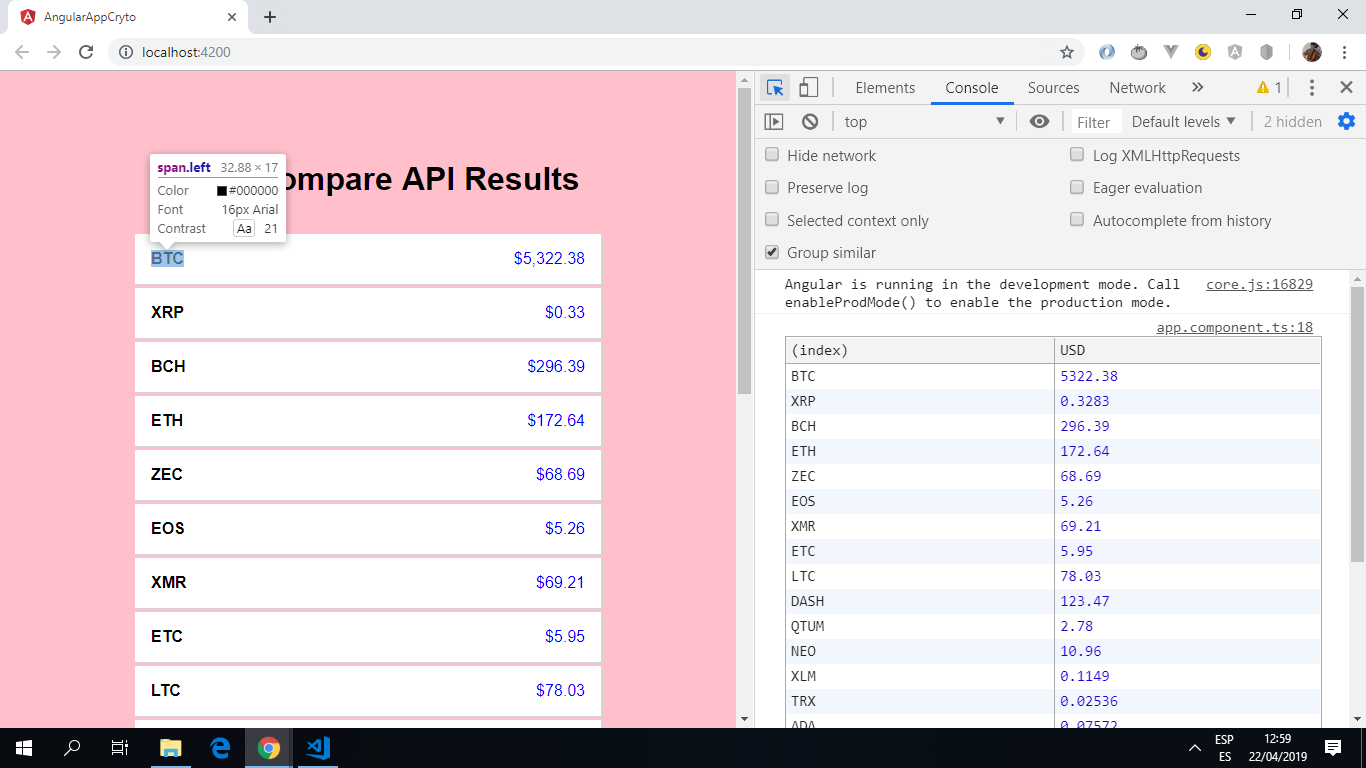 AngularAppCryto
localhost:4200
span.left 32.88 × 17
Color #000000
Font 16px Arial
Contrast Aa 21
ompare API Results
BTC $5,322.38
XRP $0.33
BCH $296.39
ETH $172.64
ZEC $68.69
EOS $5.26
XMR $69.21
ETC $5.95
LTC $78.03
Elements Console Sources Network » 1
top Filter Default levels 2 hidden
Hide network Log XMLHttpRequests
Preserve log Eager evaluation
Selected context only Autocomplete from history
Group similar
Angular is running in the development mode. Call core.js:16829
enableProdMode() to enable the production mode.
app.component.ts:18
(index) USD
BTC 5322.38
XRP 0.3283
BCH 296.39
ETH 172.64
ZEC 68.69
EOS 5.26
XMR 69.21
ETC 5.95
LTC 78.03
DASH 123.47
QTUM 2.78
NEO 10.96
XLM 0.1149
TRX 0.02536
ADA 0.07572
ESP 12:59
ES 22/04/2019